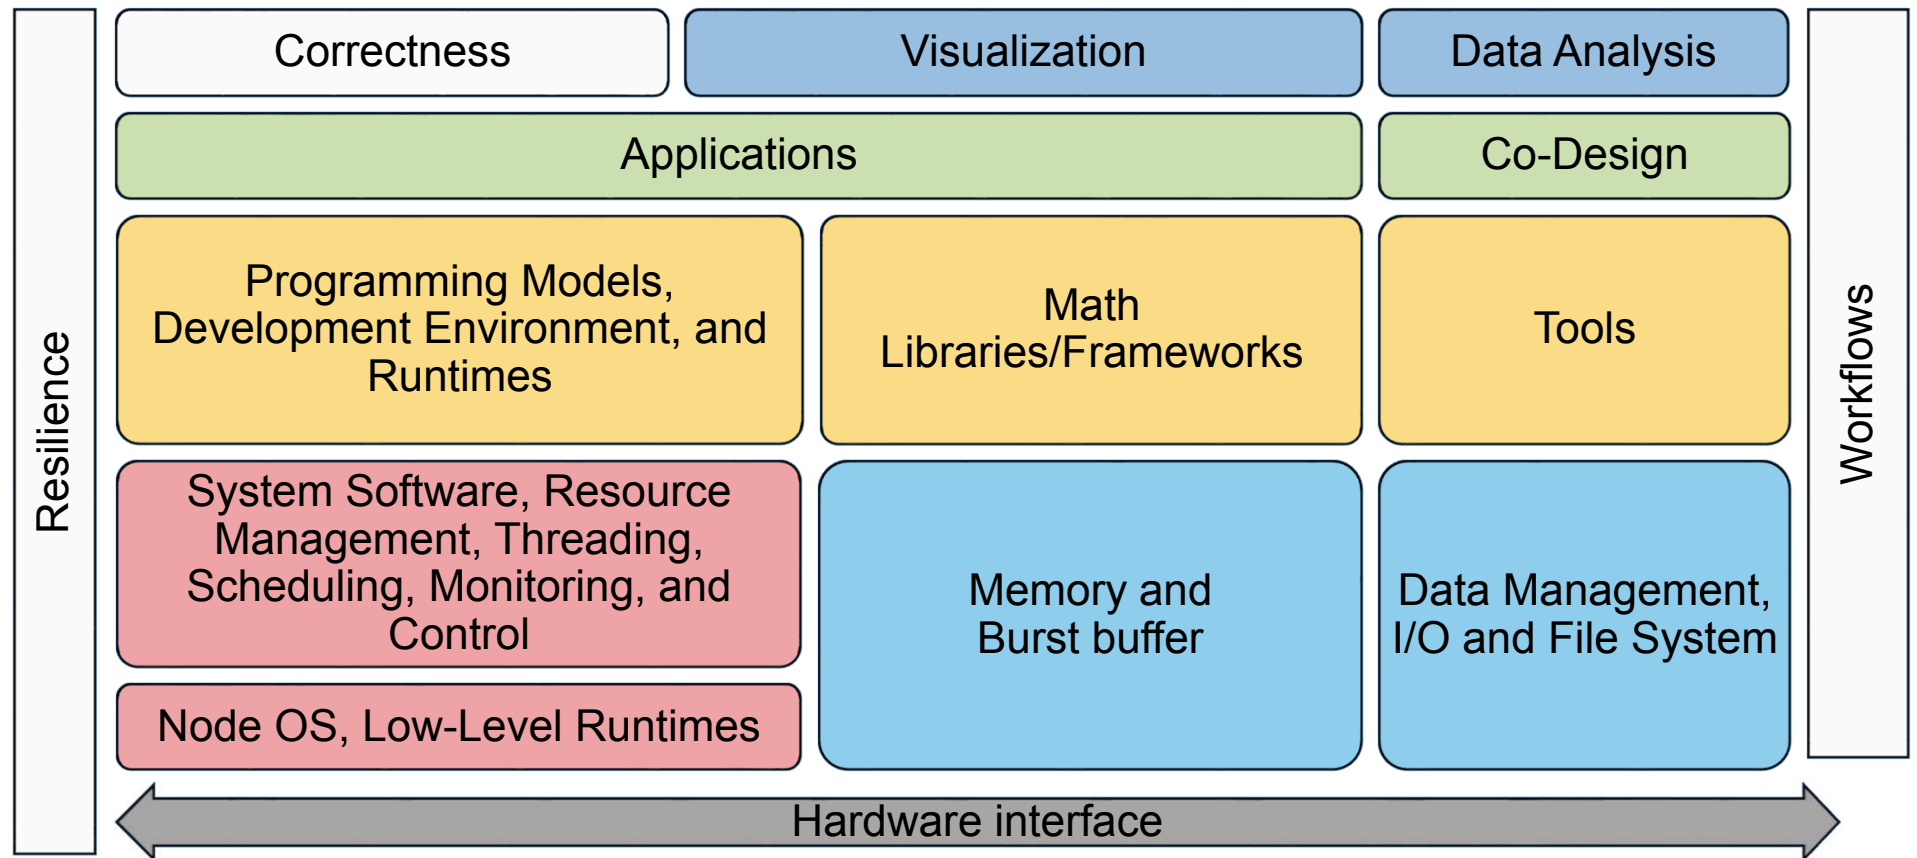 Resilience
Correctness
Visualization
Data Analysis
Applications
Co-Design
Programming Models,
Development Environment, and
Runtimes
Math
Libraries/Frameworks
Tools
System Software, Resource
Management, Threading,
Scheduling, Monitoring, and
Control
Memory and
Burst buffer
Data Management,
I/O and File System
Node OS, Low-Level Runtimes
Workflows
Hardware interface